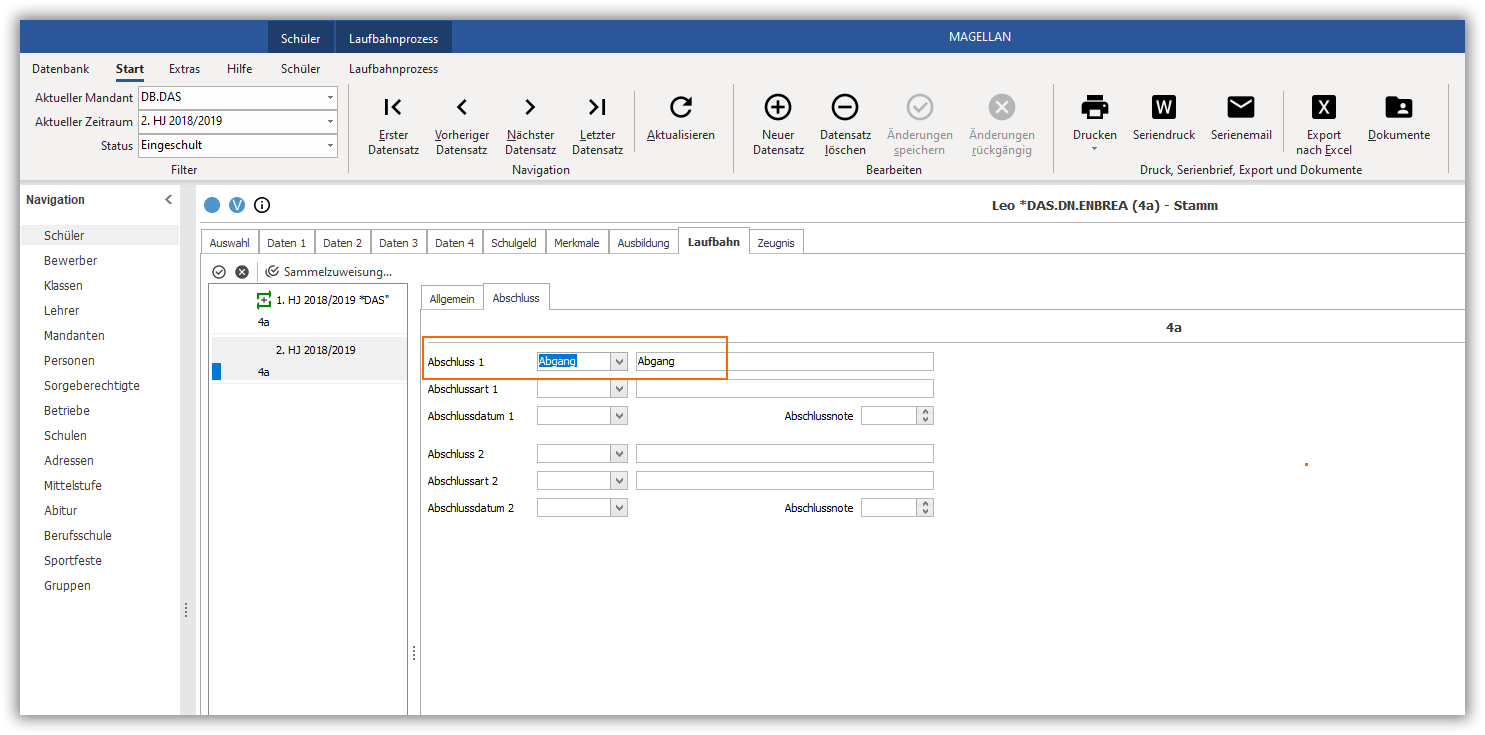 Schüler Laufbahnprozess MAGELLAN
Datenbank Start Extras Hilfe Schüler Laufbahnprozess
Aktueller Mandant DB.DAS
Aktueller Zeitraum 2. HJ 2018/2019
Status Eingeschult
Filter
Erster Datensatz
Vorheriger Datensatz
Nächster Datensatz
Letzter Datensatz
Aktualisieren
Navigation
Neuer Datensatz
Datensatz löschen
Änderungen speichern
Änderungen rückgängig
Bearbeiten
Drucken
W
Seriendruck
Serienemail
X
Export nach Excel
Dokumente
Druck, Serienbrief, Export und Dokumente
Navigation
Schüler
Bewerber
Klassen
Lehrer
Mandanten
Personen
Sorgeberechtigte
Betriebe
Schulen
Adressen
Mittelstufe
Abitur
Berufsschule
Sportfeste
Gruppen
V
Leo *DAS.DN.ENBREA (4a) - Stamm
Auswahl Daten 1 Daten 2 Daten 3 Daten 4 Schulgeld Merkmale Ausbildung Laufbahn Zeugnis
Sammelzuweisung...
1. HJ 2018/2019 *DAS"
4a
2. HJ 2018/2019
4a
Allgemein Abschluss
4a
Abschluss 1 Abgang Abgang
Abschlussart 1
Abschlussdatum 1 Abschlussnote
Abschluss 2
Abschlussart 2
Abschlussdatum 2 Abschlussnote